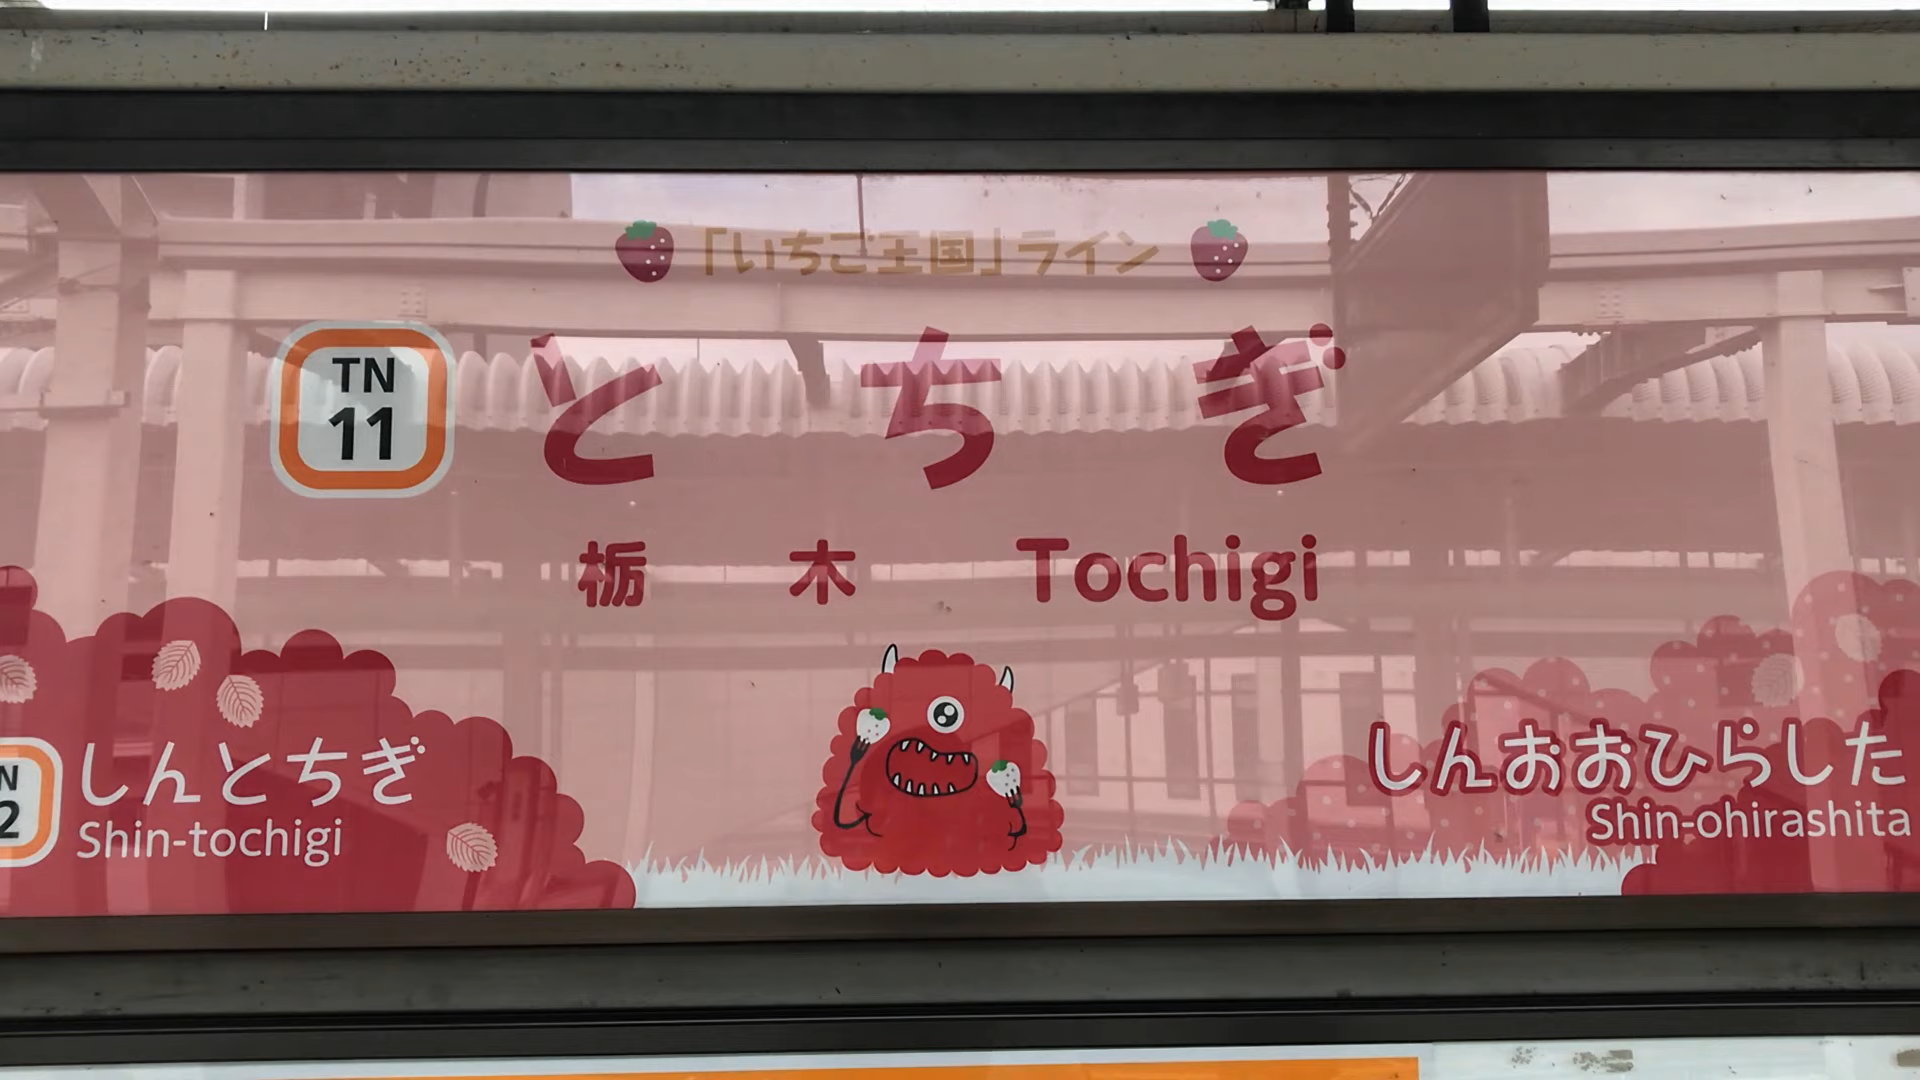 「いちご王国」ライン
TN
11
とちぎ
栃木 Tochigi
しんとちぎ
Shin-tochigi
しんおおひらした
Shin-ohirashita
N
2